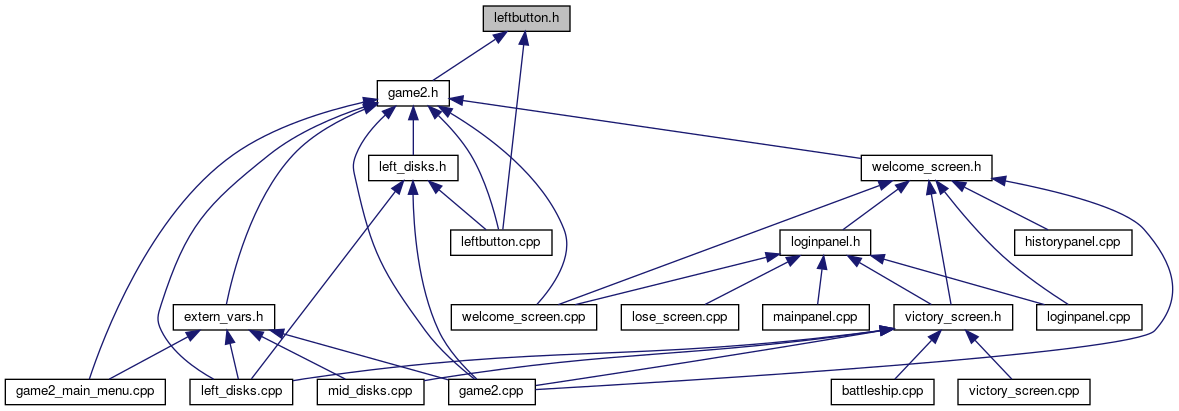 leftbutton.h
game2.h
left_disks.h
welcome_screen.h
leftbutton.cpp
loginpanel.h
historypanel.cpp
extern_vars.h
welcome_screen.cpp
lose_screen.cpp
mainpanel.cpp
victory_screen.h
loginpanel.cpp
game2_main_menu.cpp
left_disks.cpp
mid_disks.cpp
game2.cpp
battleship.cpp
victory_screen.cpp